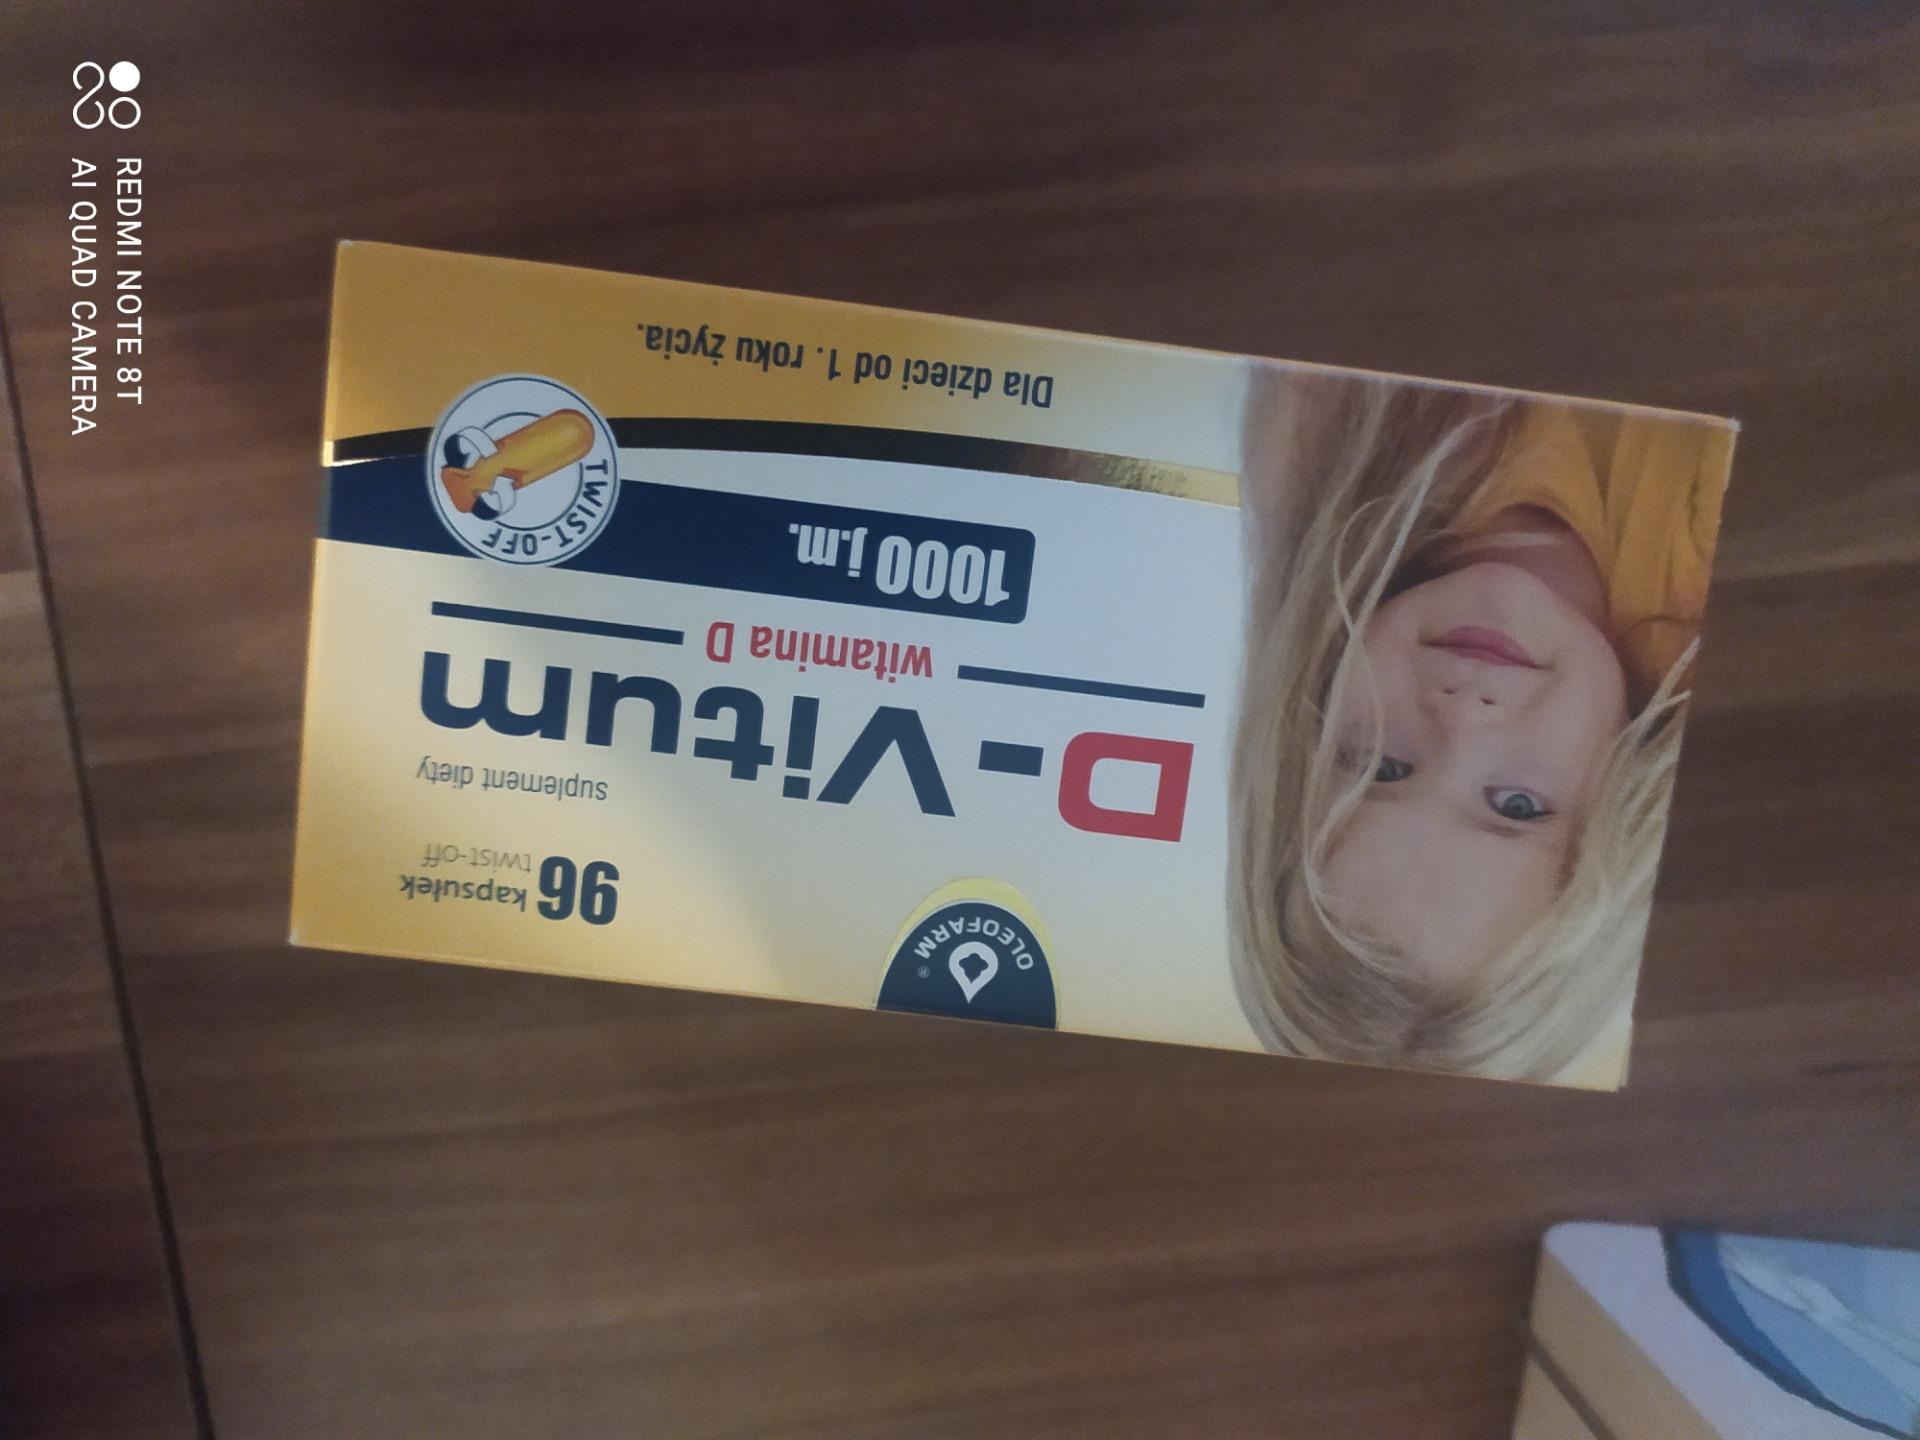 OLEOFARM®
96 kapsułek
twist-off
suplement diety
D-Vitum
witamina D
1000 j.m.
TWIST-OFF
Dla dzieci od 1. roku życia.
REDMI NOTE 8T
AI QUAD CAMERA